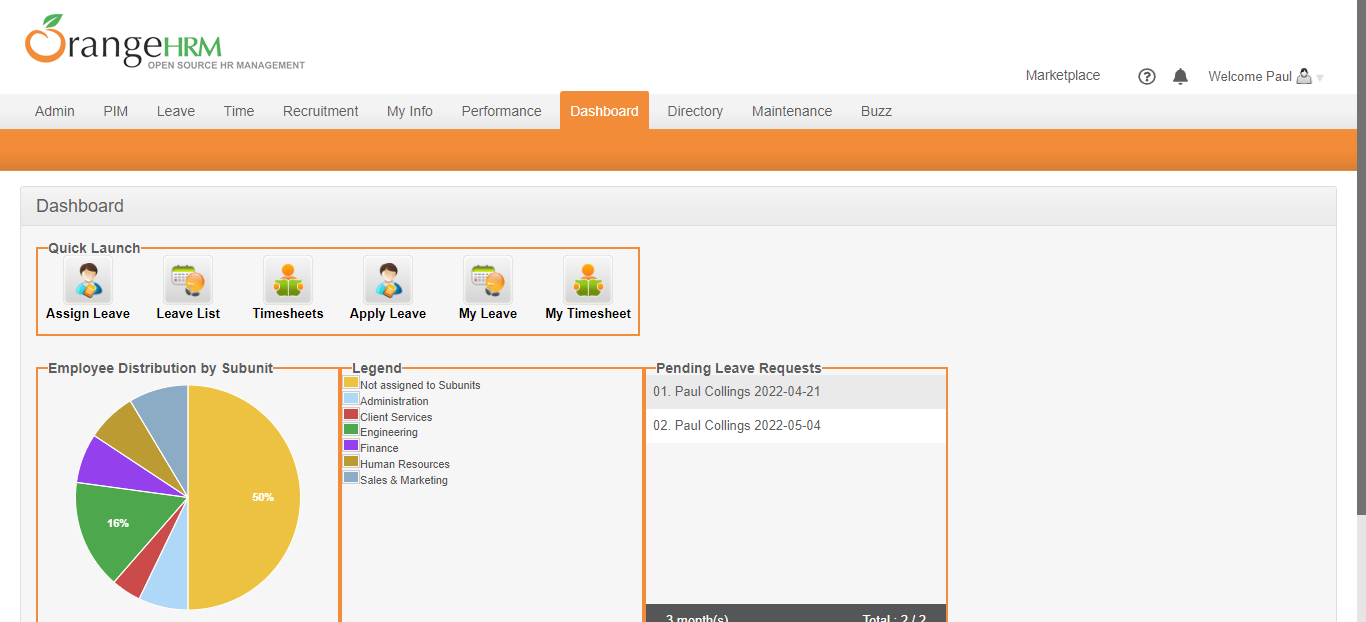 rangeHRM
OPEN SOURCE HR MANAGEMENT
Marketplace
Welcome Paul
Admin PIM Leave Time Recruitment My Info Performance Dashboard Directory Maintenance Buzz
Dashboard
Quick Launch
Assign Leave Leave List Timesheets Apply Leave My Leave My Timesheet
Employee Distribution by Subunit
50%
16%
Legend
Not assigned to Subunits
Administration
Client Services
Engineering
Finance
Human Resources
Sales & Marketing
Pending Leave Requests
01. Paul Collings 2022-04-21
02. Paul Collings 2022-05-04
3 month(s) Total : 2 / 2